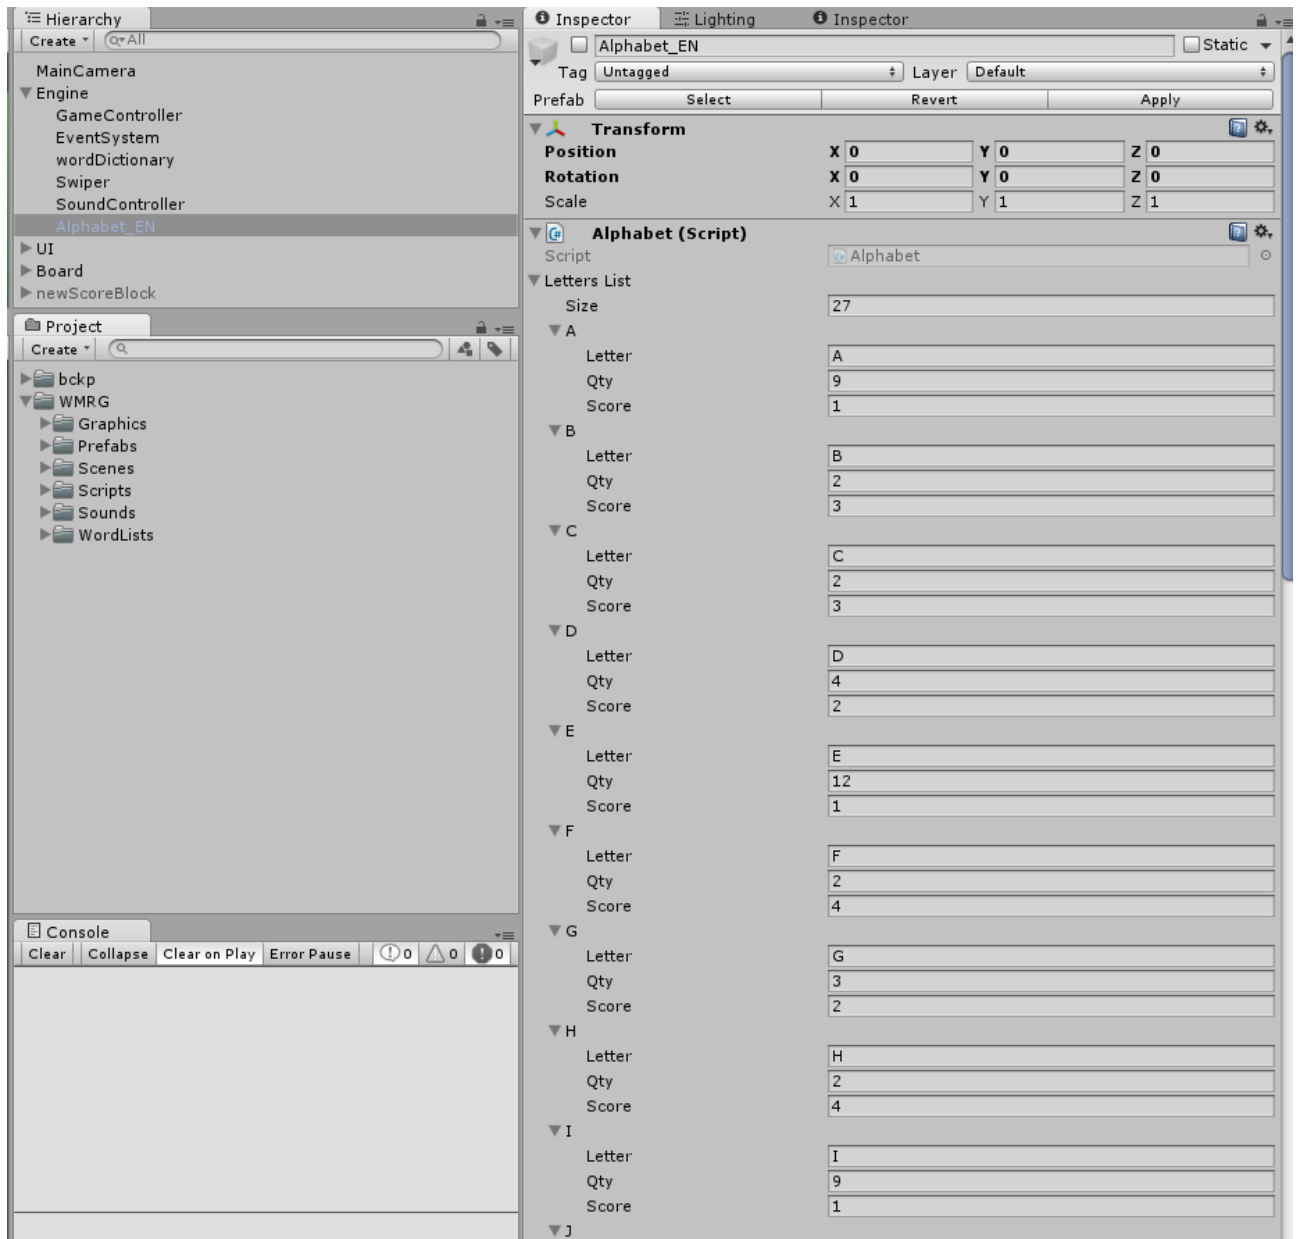 Hierarchy
Create All
MainCamera
Engine
GameController
EventSystem
wordDictionary
Swiper
SoundController
Alphabet_EN
UI
Board
newScoreBlock
Project
Create
bckp
WMRG
Graphics
Prefabs
Scenes
Scripts
Sounds
WordLists
Console
Clear Collapse Clear on Play Error Pause 0 0 0
Inspector Lighting Inspector
Alphabet_EN Static
Tag Untagged Layer Default
Prefab Select Revert Apply
Transform
Position X 0 Y 0 Z 0
Rotation X 0 Y 0 Z 0
Scale X 1 Y 1 Z 1
Alphabet (Script)
Script Alphabet
Letters List
Size 27
A
Letter A
Qty 9
Score 1
B
Letter B
Qty 2
Score 3
C
Letter C
Qty 2
Score 3
D
Letter D
Qty 4
Score 2
E
Letter E
Qty 12
Score 1
F
Letter F
Qty 2
Score 4
G
Letter G
Qty 3
Score 2
H
Letter H
Qty 2
Score 4
I
Letter I
Qty 9
Score 1
J